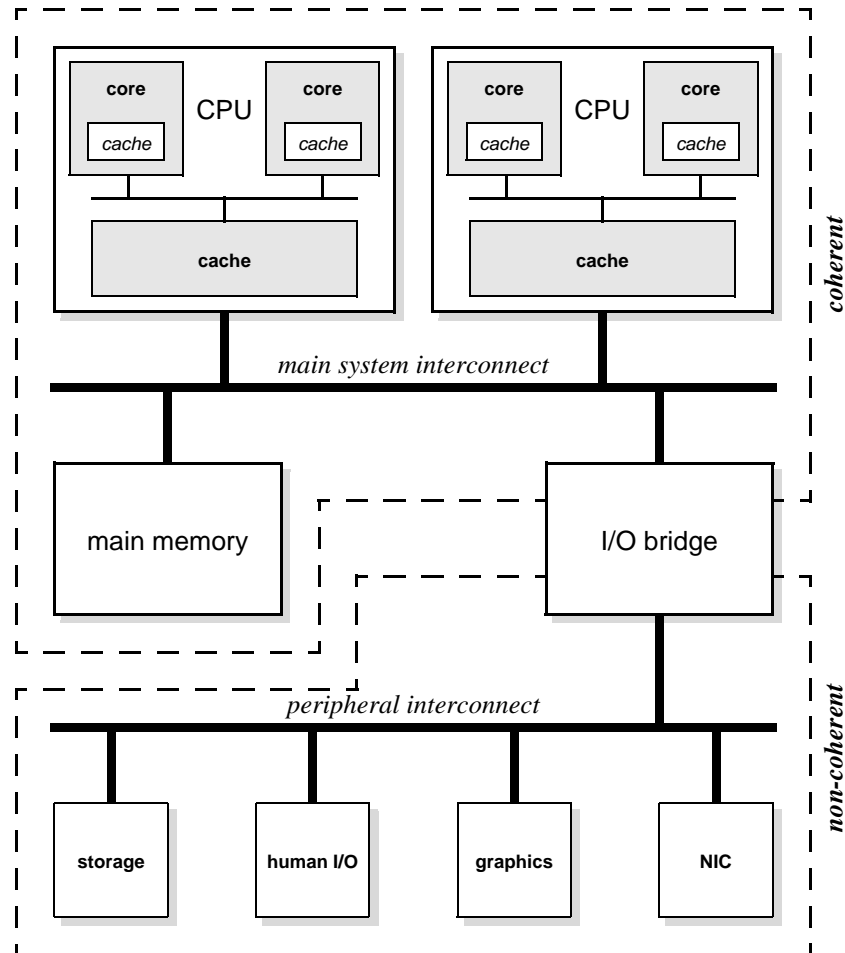 core
CPU
core
core
CPU
core
cache
cache
cache
cache
cache
cache
coherent
main system interconnect
main memory
I/O bridge
peripheral interconnect
non-coherent
storage
human I/O
graphics
NIC